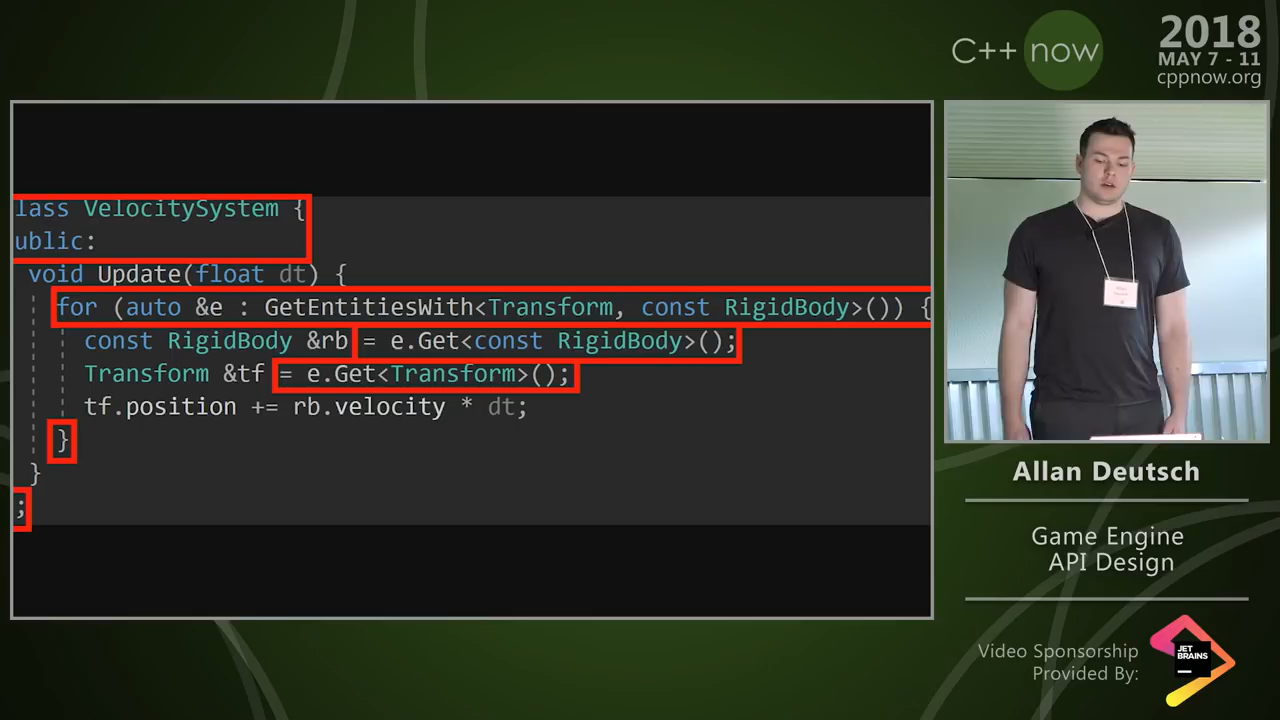 C++ now
2018
MAY 7 - 11
cppnow.org
lass VelocitySystem {
ublic:
void Update(float dt) {
for (auto &e : GetEntitiesWith<Transform, const RigidBody>()) {
const RigidBody &rb = e.Get<const RigidBody>();
Transform &tf = e.Get<Transform>();
tf.position += rb.velocity * dt;
}
}
;
Allan Deutsch
Game Engine
API Design
Video Sponsorship
Provided By:
JET
BRAINS